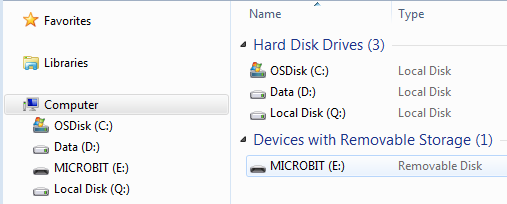 Favorites
Libraries
Computer
OSDisk (C:)
Data (D:)
MICROBIT (E:)
Local Disk (Q:)
Name Type
Hard Disk Drives (3)
OSDisk (C:) Local Disk
Data (D:) Local Disk
Local Disk (Q:) Local Disk
Devices with Removable Storage (1)
MICROBIT (E:) Removable Disk